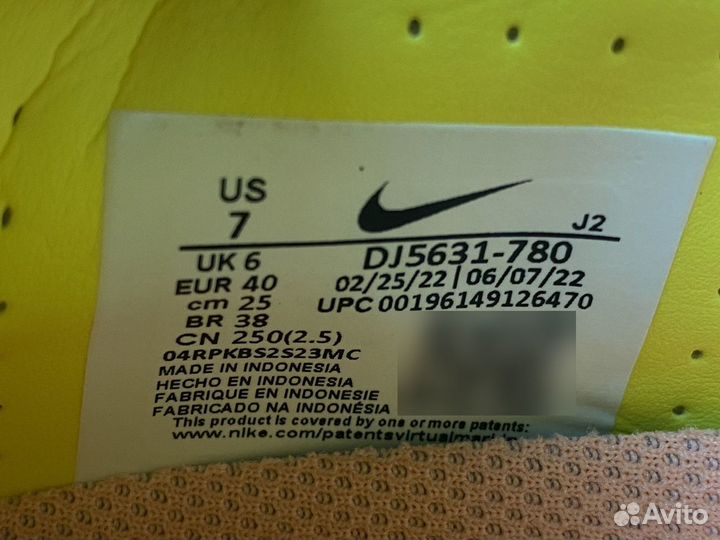 US
7
J2
UK 6
EUR 40
cm 25
BR 38
CN 250(2.5)
DJ5631-780
02/25/22 | 06/07/22
UPC 00196149126470
04RPKBS2S23MC
MADE IN INDONESIA
HECHO EN INDONESIA
FABRIQUE EN INDONESIE
FABRICADO NA INDONÉSIA
This product is covered by one or more patents:
www.nike.com/patentsvirtual
Avito